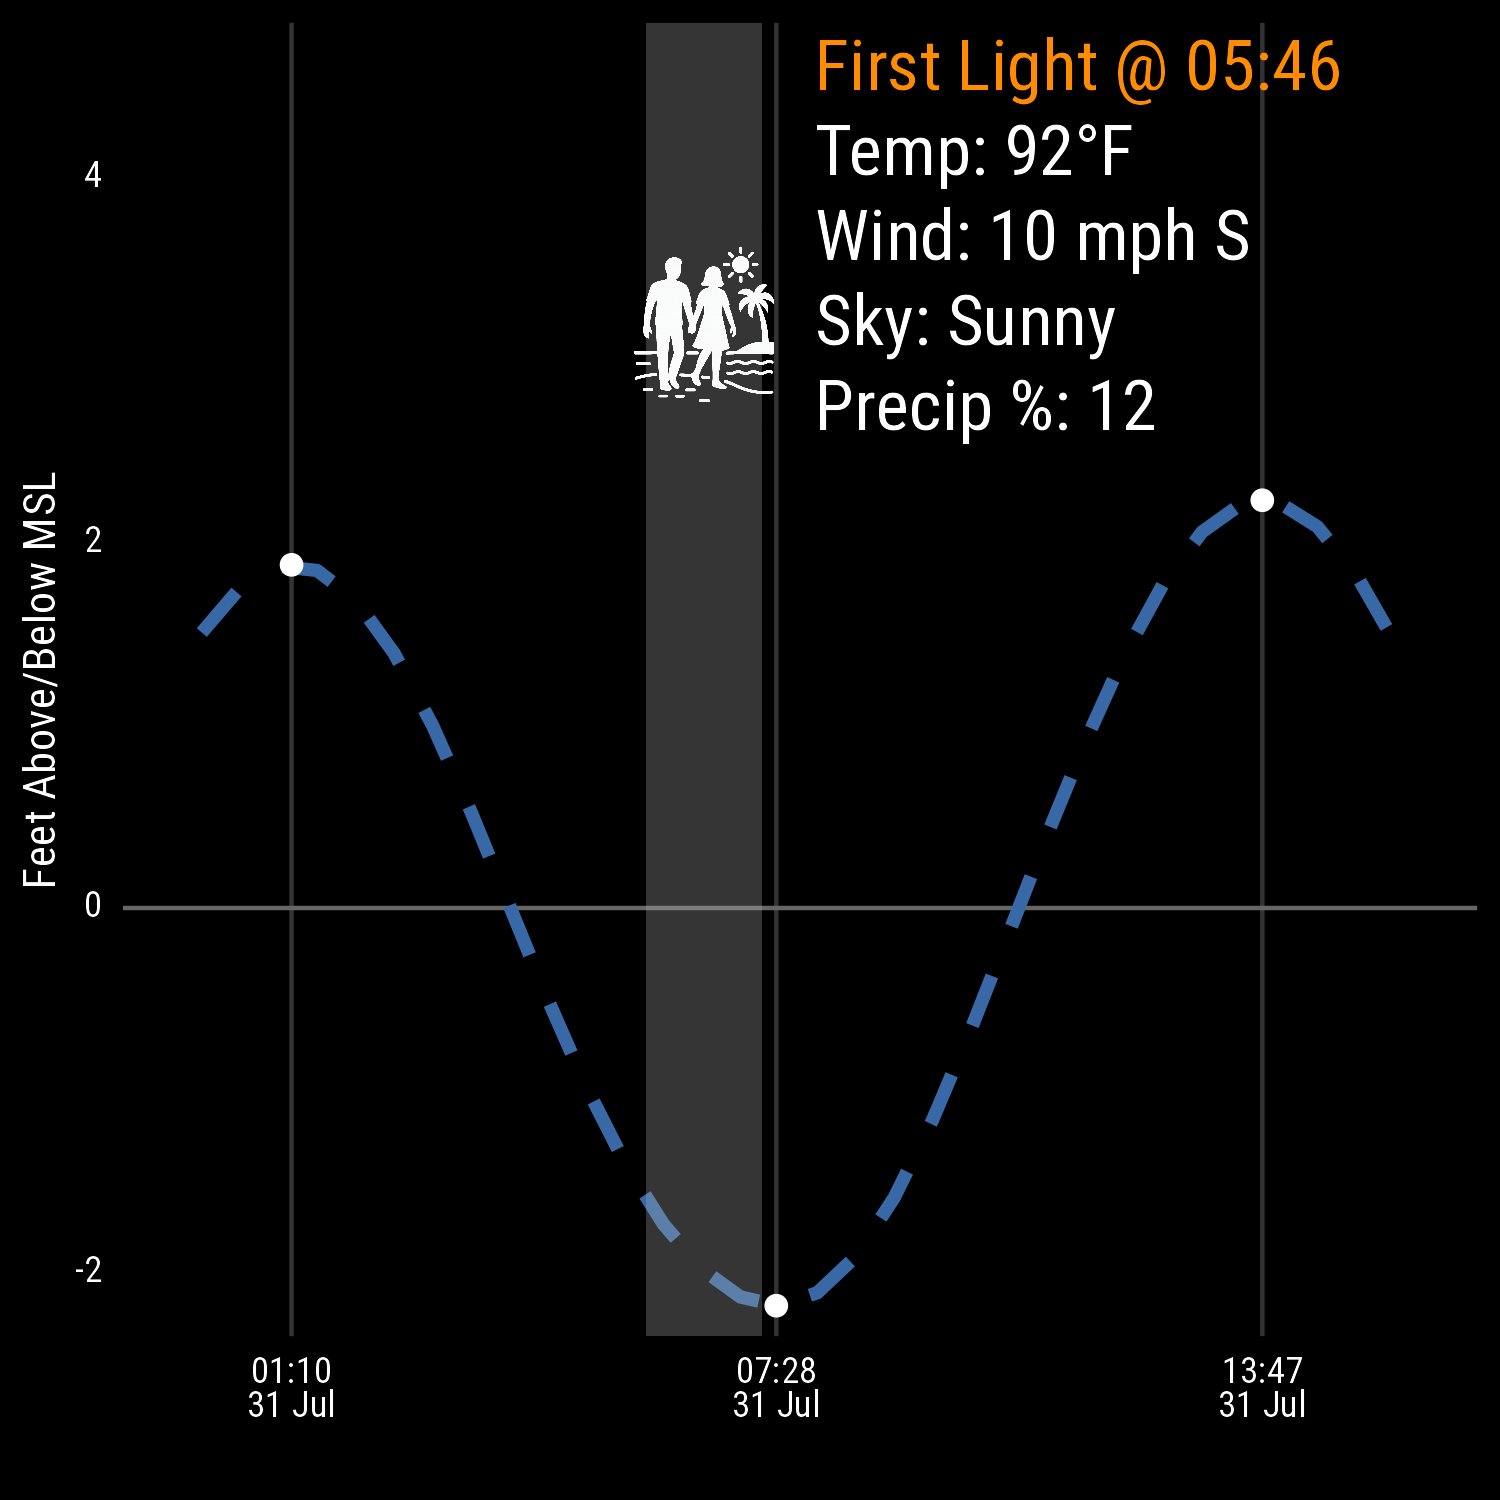 First Light @ 05:46
Temp: 92°F
Wind: 10 mph S
Sky: Sunny
Precip %: 12
Feet Above/Below MSL
4
2
0
-2
01:10
31 Jul
07:28
31 Jul
13:47
31 Jul